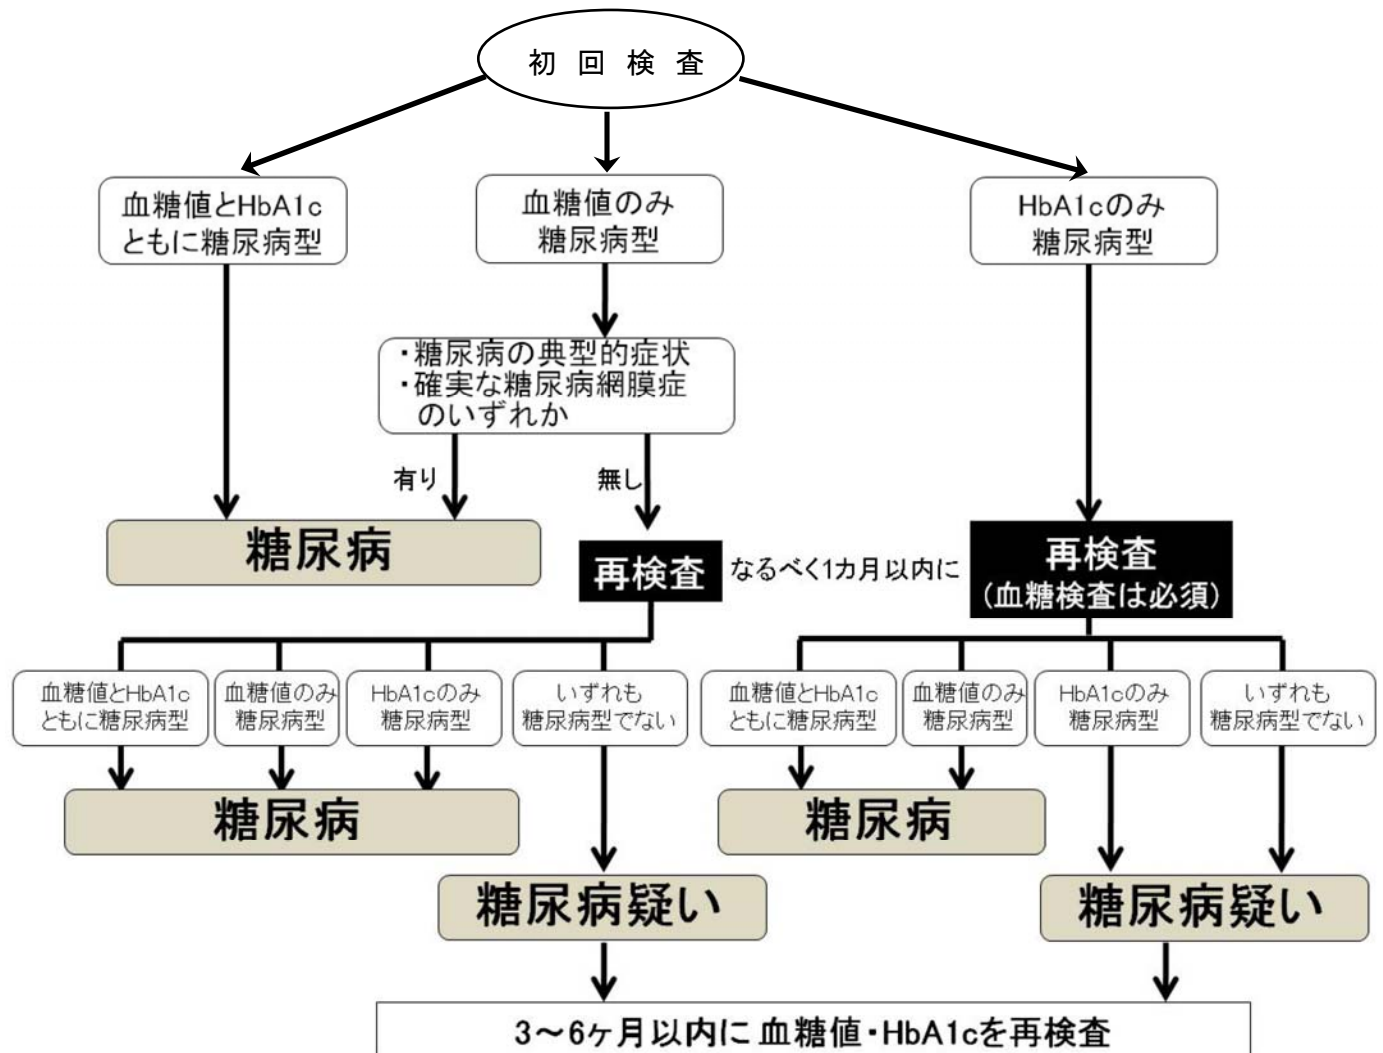 初回検査
血糖値とHbA1c
ともに糖尿病型
血糖値のみ
糖尿病型
HbA1cのみ
糖尿病型
・糖尿病の典型的症状
・確実な糖尿病網膜症
のいずれか
有り
無し
糖尿病
再検査
なるべく1カ月以内に
再検査
(血糖検査は必須)
血糖値とHbA1c
ともに糖尿病型
血糖値のみ
糖尿病型
HbA1cのみ
糖尿病型
いずれも
糖尿病型でない
血糖値とHbA1c
ともに糖尿病型
血糖値のみ
糖尿病型
HbA1cのみ
糖尿病型
いずれも
糖尿病型でない
糖尿病
糖尿病
糖尿病疑い
糖尿病疑い
3～6ヶ月以内に 血糖値・HbA1cを再検査